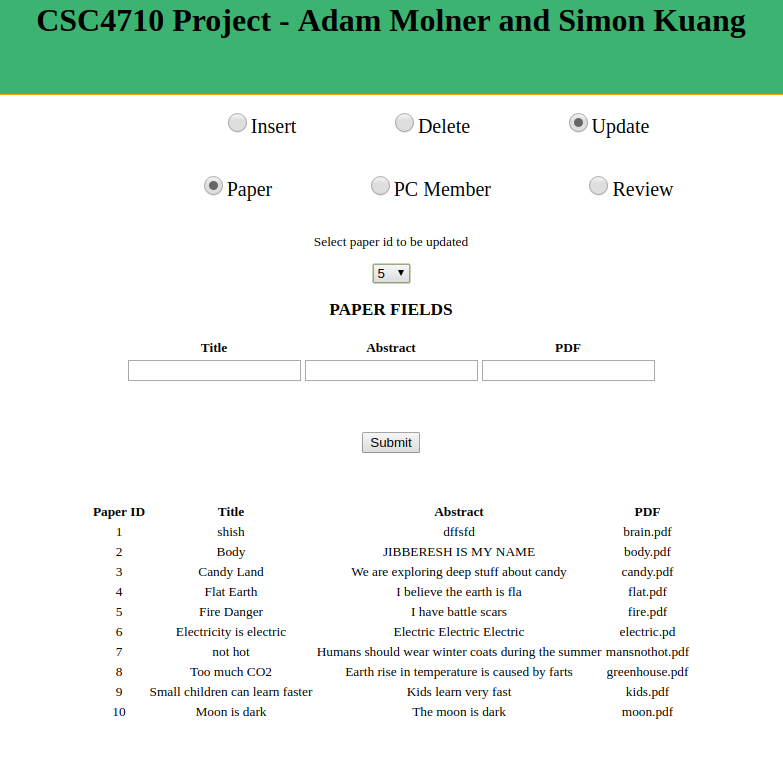 CSC4710 Project - Adam Molner and Simon Kuang
Insert Delete Update
Paper PC Member Review
Select paper id to be updated
5
PAPER FIELDS
Title Abstract PDF
Submit
Paper ID Title Abstract PDF
1 shish dffsfd brain.pdf
2 Body JIBBERESH IS MY NAME body.pdf
3 Candy Land We are exploring deep stuff about candy candy.pdf
4 Flat Earth I believe the earth is fla flat.pdf
5 Fire Danger I have battle scars fire.pdf
6 Electricity is electric Electric Electric Electric electric.pd
7 not hot Humans should wear winter coats during the summer mansnothot.pdf
8 Too much CO2 Earth rise in temperature is caused by farts greenhouse.pdf
9 Small children can learn faster Kids learn very fast kids.pdf
10 Moon is dark The moon is dark moon.pdf